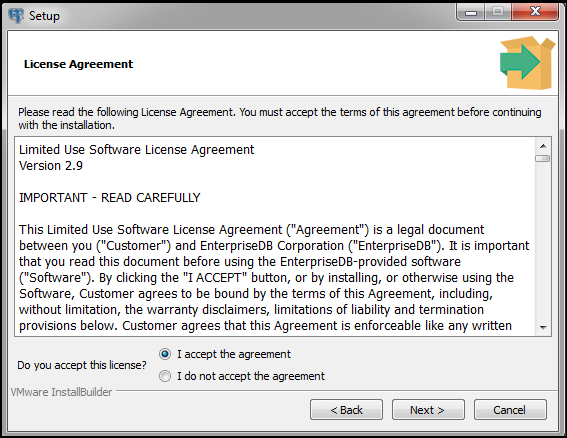 Setup
License Agreement
Please read the following License Agreement. You must accept the terms of this agreement before continuing
with the installation.
Limited Use Software License Agreement
Version 2.9
IMPORTANT - READ CAREFULLY
This Limited Use Software License Agreement ("Agreement") is a legal document
between you ("Customer") and EnterpriseDB Corporation ("EnterpriseDB"). It is important
that you read this document before using the EnterpriseDB-provided software
("Software"). By clicking the "I ACCEPT" button, or by installing, or otherwise using the
Software, Customer agrees to be bound by the terms of this Agreement, including,
without limitation, the warranty disclaimers, limitations of liability and termination
provisions below. Customer agrees that this Agreement is enforceable like any written
Do you accept this license?
I accept the agreement
I do not accept the agreement
VMware InstallBuilder
< Back
Next >
Cancel